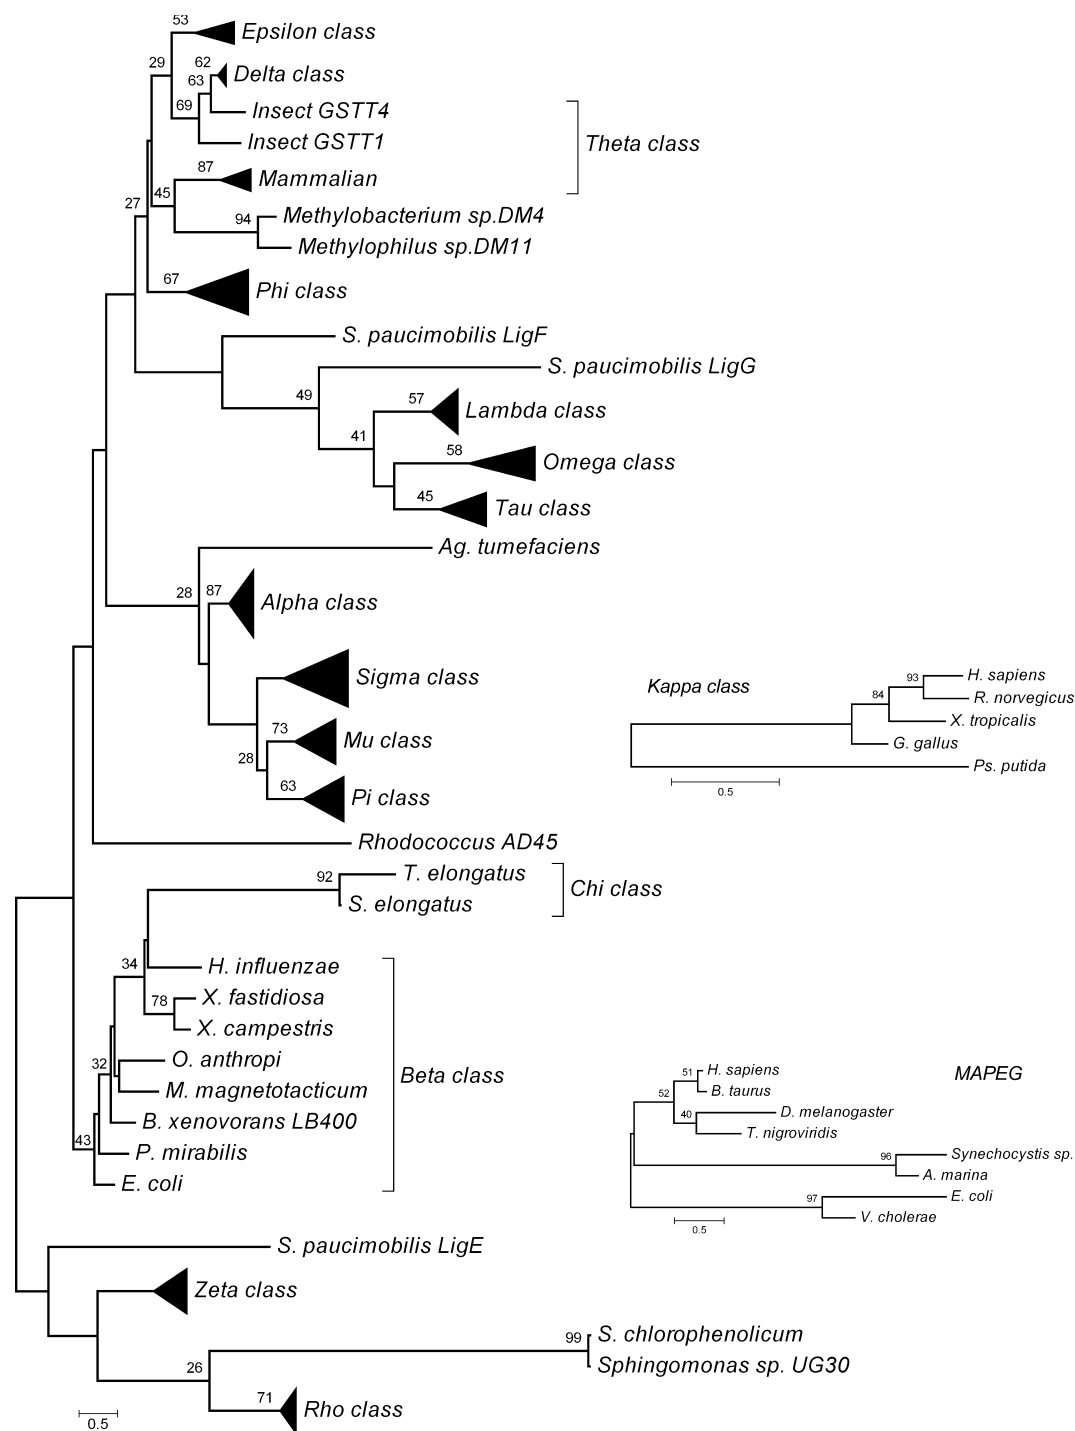 53
Epsilon class
29
62
Delta class
63
69
Insect GSTT4
Insect GSTT1
Theta class
87
Mammalian
45
27
94
Methylobacterium sp.DM4
Methylophilus sp.DM11
67
Phi class
S. paucimobilis LigF
S. paucimobilis LigG
49
57
Lambda class
41
58
Omega class
45
Tau class
Ag. tumefaciens
28
87
Alpha class
Sigma class
73
Mu class
28
63
Pi class
Rhodococcus AD45
92
T. elongatus
S. elongatus
Chi class
34
H. influenzae
78
X. fastidiosa
X. campestris
32
O. anthropi
M. magnetotacticum
Beta class
B. xenovorans LB400
43
P. mirabilis
E. coli
S. paucimobilis LigE
Zeta class
99
S. chlorophenolicum
Sphingomonas sp. UG30
26
71
Rho class
0.5
Kappa class
93
H. sapiens
84
R. norvegicus
X. tropicalis
G. gallus
Ps. putida
0.5
MAPEG
51
H. sapiens
52
B. taurus
40
D. melanogaster
T. nigroviridis
96
Synechocystis sp.
A. marina
97
E. coli
V. cholerae
0.5